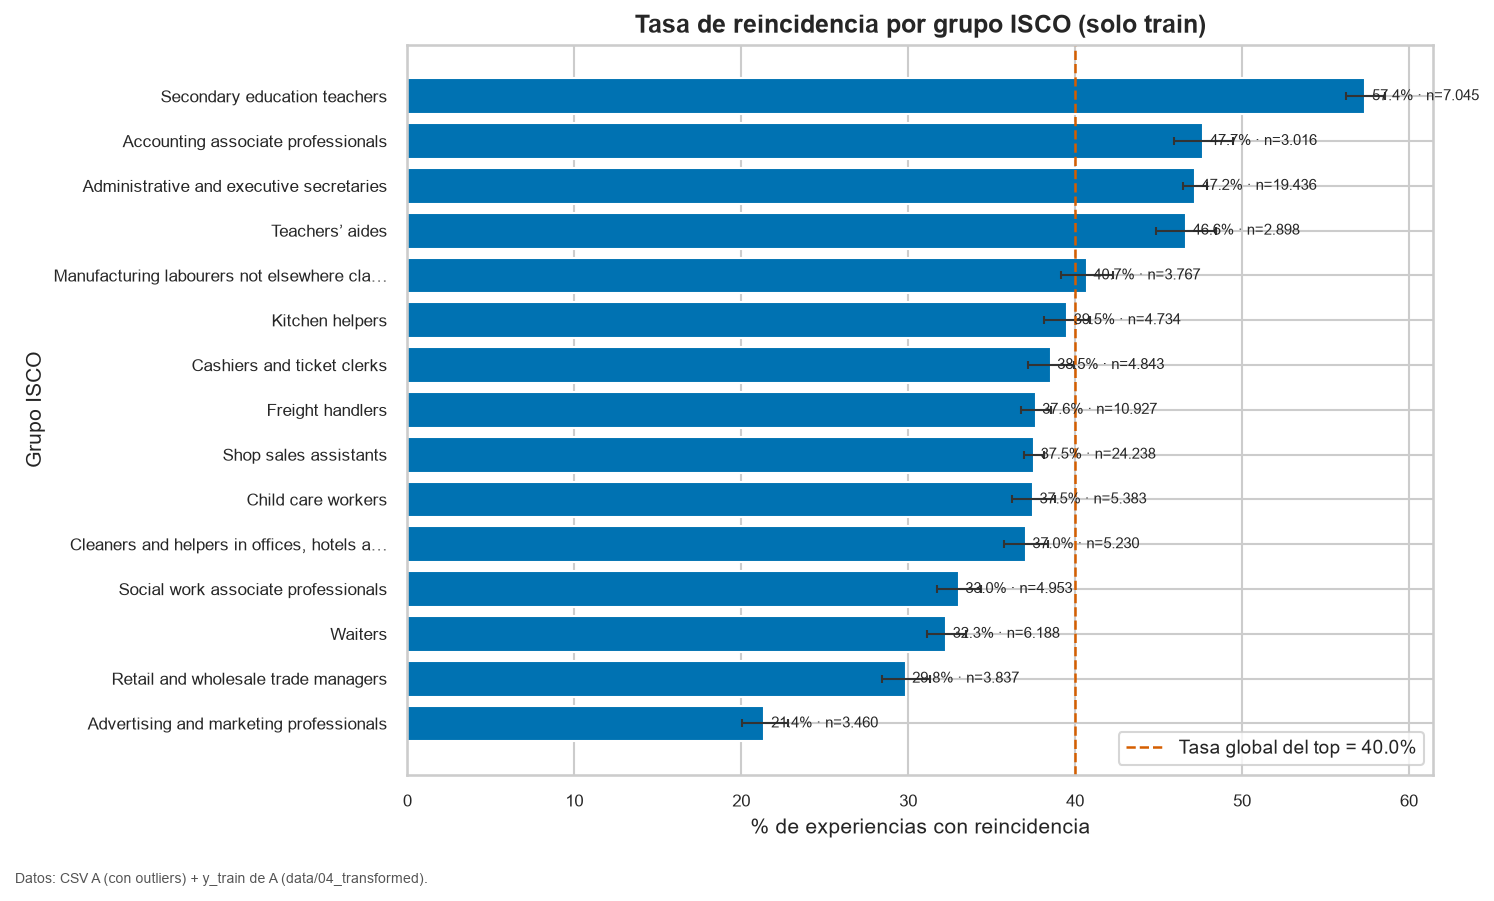 Tasa de reincidencia por grupo ISCO (solo train)
Grupo ISCO
Secondary education teachers 57.4% · n=7.045
Accounting associate professionals 47.7% · n=3.016
Administrative and executive secretaries 47.2% · n=19.436
Teachers’ aides 46.6% · n=2.898
Manufacturing labourers not elsewhere cla… 40.7% · n=3.767
Kitchen helpers 39.5% · n=4.734
Cashiers and ticket clerks 38.5% · n=4.843
Freight handlers 37.6% · n=10.927
Shop sales assistants 37.5% · n=24.238
Child care workers 37.5% · n=5.383
Cleaners and helpers in offices, hotels a… 37.0% · n=5.230
Social work associate professionals 33.0% · n=4.953
Waiters 32.3% · n=6.188
Retail and wholesale trade managers 29.8% · n=3.837
Advertising and marketing professionals 21.4% · n=3.460
Tasa global del top = 40.0%
0 10 20 30 40 50 60
% de experiencias con reincidencia
Datos: CSV A (con outliers) + y_train de A (data/04_transformed).